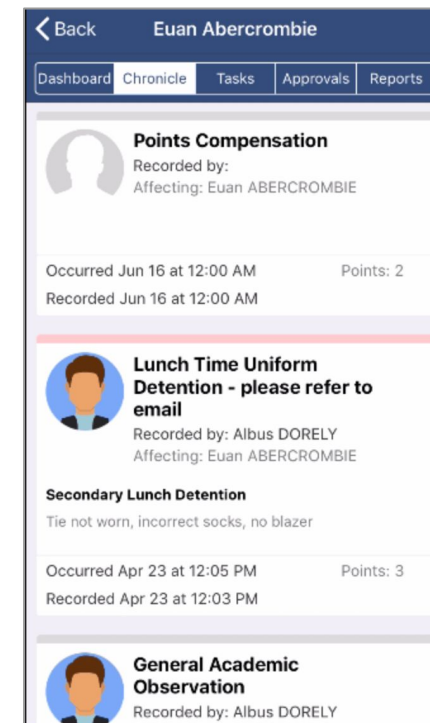 Back Euan Abercrombie
Dashboard Chronicle Tasks Approvals Reports
Points Compensation
Recorded by:
Affecting: Euan ABERCROMBIE
Occurred Jun 16 at 12:00 AM Points: 2
Recorded Jun 16 at 12:00 AM
Lunch Time Uniform
Detention - please refer to
email
Recorded by: Albus DORELY
Affecting: Euan ABERCROMBIE
Secondary Lunch Detention
Tie not worn, incorrect socks, no blazer
Occurred Apr 23 at 12:05 PM Points: 3
Recorded Apr 23 at 12:03 PM
General Academic
Observation
Recorded by: Albus DORELY